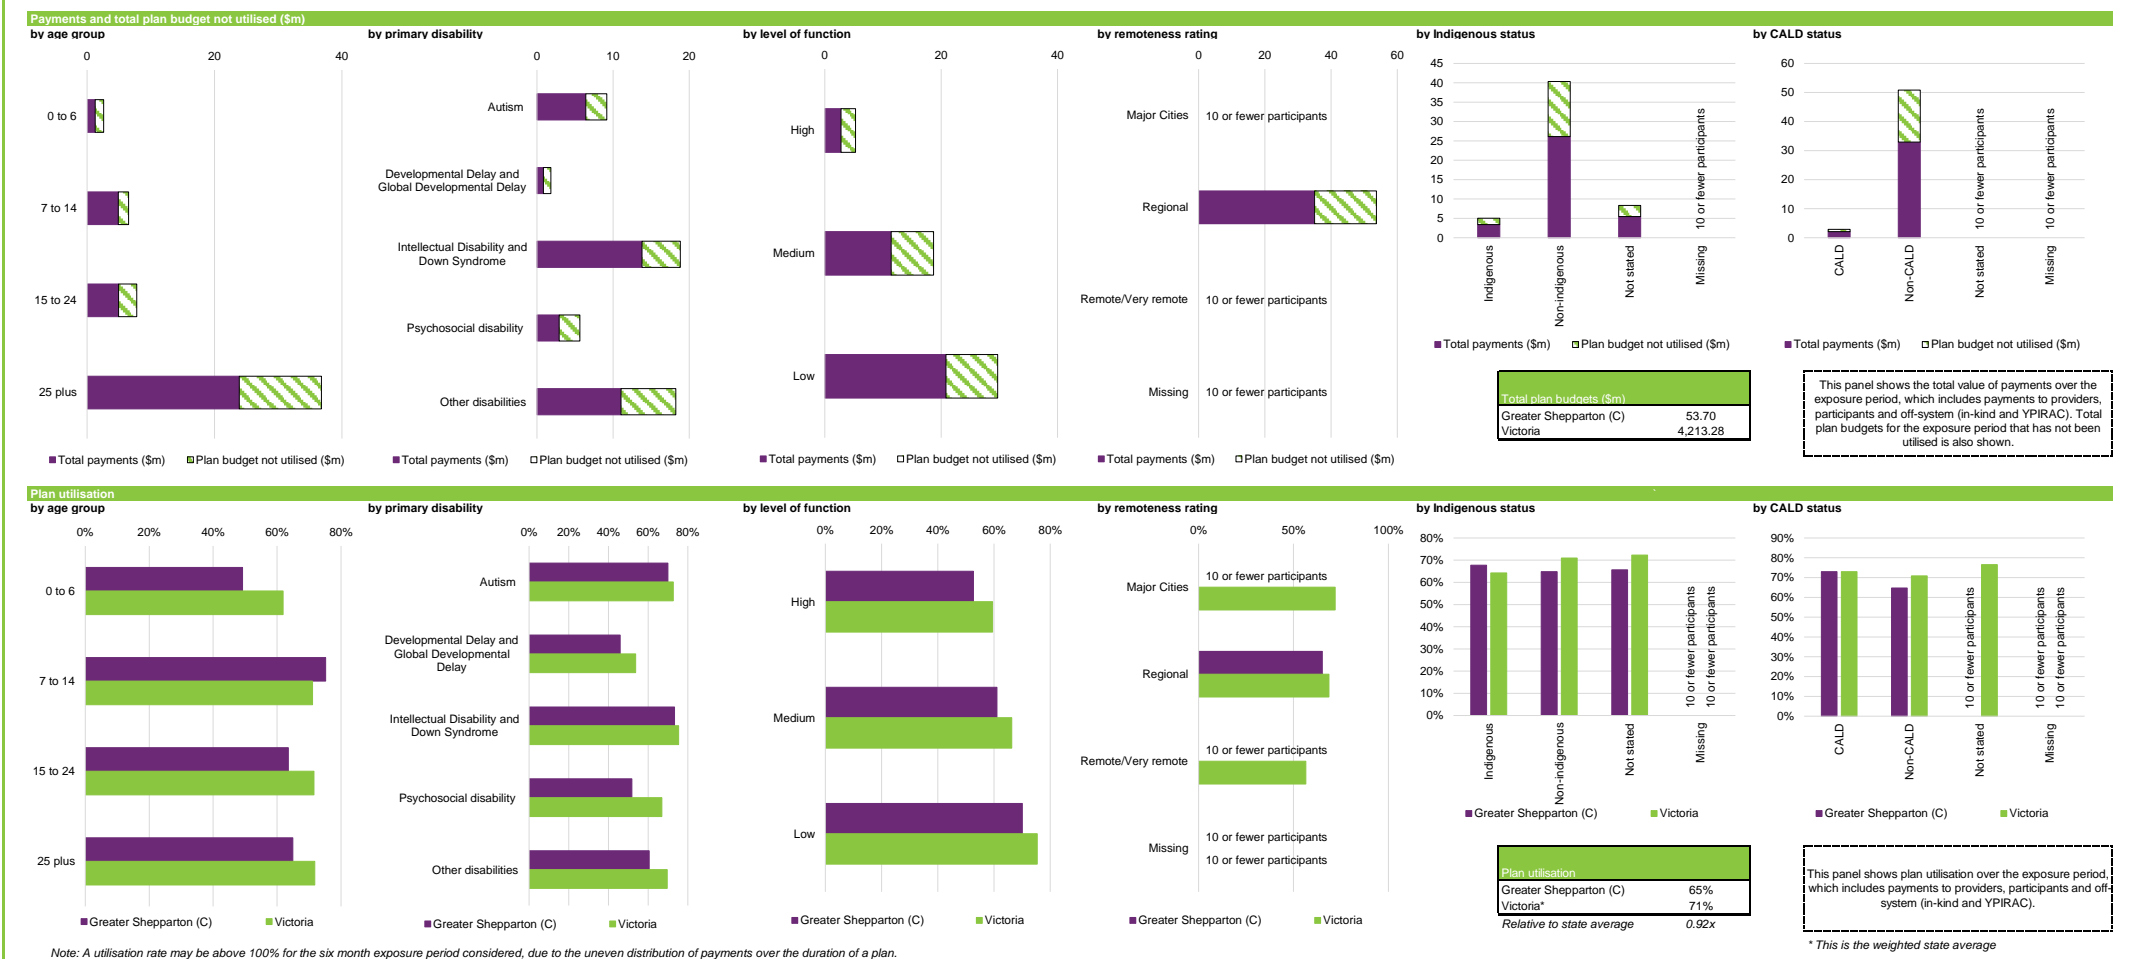 Payments and total plan budget not utilised ($m)
by age group
0 20 40
0 to 6
7 to 14
15 to 24
25 plus
Total payments ($m) Plan budget not utilised ($m)
by primary disability
0 10 20
Autism
Developmental Delay and
Global Developmental Delay
Intellectual Disability and
Down Syndrome
Psychosocial disability
Other disabilities
Total payments ($m) Plan budget not utilised ($m)
by level of function
0 20 40
High
Medium
Low
Total payments ($m) Plan budget not utilised ($m)
by remoteness rating
0 20 40 60
Major Cities 10 or fewer participants
Regional
Remote/Very remote 10 or fewer participants
Missing 10 or fewer participants
Total payments ($m) Plan budget not utilised ($m)
by Indigenous status
45
40
35
30
25
20
15
10
5
0
10 or fewer participants
Indigenous
Non-indigenous
Not stated
Missing
Total payments ($m) Plan budget not utilised ($m)
Total plan budgets ($m)
Greater Shepparton (C) 53.70
Victoria 4,213.28
by CALD status
60
50
40
30
20
10
0
10 or fewer participants
10 or fewer participants
CALD
Non-CALD
Not stated
Missing
Total payments ($m) Plan budget not utilised ($m)
This panel shows the total value of payments over the
exposure period, which includes payments to providers,
participants and off-system (in-kind and YPIRAC). Total
plan budgets for the exposure period that has not been
utilised is also shown.
Plan utilisation
by age group
0% 20% 40% 60% 80%
0 to 6
7 to 14
15 to 24
25 plus
Greater Shepparton (C) Victoria
by primary disability
0% 20% 40% 60% 80%
Autism
Developmental Delay and
Global Developmental
Delay
Intellectual Disability and
Down Syndrome
Psychosocial disability
Other disabilities
Greater Shepparton (C) Victoria
by level of function
0% 20% 40% 60% 80%
High
Medium
Low
Greater Shepparton (C) Victoria
by remoteness rating
0% 50% 100%
10 or fewer participants
Major Cities
Regional
10 or fewer participants
Remote/Very remote
10 or fewer participants
Missing
10 or fewer participants
Greater Shepparton (C) Victoria
by Indigenous status
80%
70%
60%
50%
40%
30%
20%
10%
0%
10 or fewer participants
10 or fewer participants
Indigenous
Non-indigenous
Not stated
Missing
Greater Shepparton (C) Victoria
Plan utilisation
Greater Shepparton (C) 65%
Victoria* 71%
Relative to state average 0.92x
by CALD status
90%
80%
70%
60%
50%
40%
30%
20%
10%
0%
10 or fewer participants
10 or fewer participants
10 or fewer participants
CALD
Non-CALD
Not stated
Missing
Greater Shepparton (C) Victoria
This panel shows plan utilisation over the exposure period,
which includes payments to providers, participants and off-
system (in-kind and YPIRAC).
* This is the weighted state average
Note: A utilisation rate may be above 100% for the six month exposure period considered, due to the uneven distribution of payments over the duration of a plan.